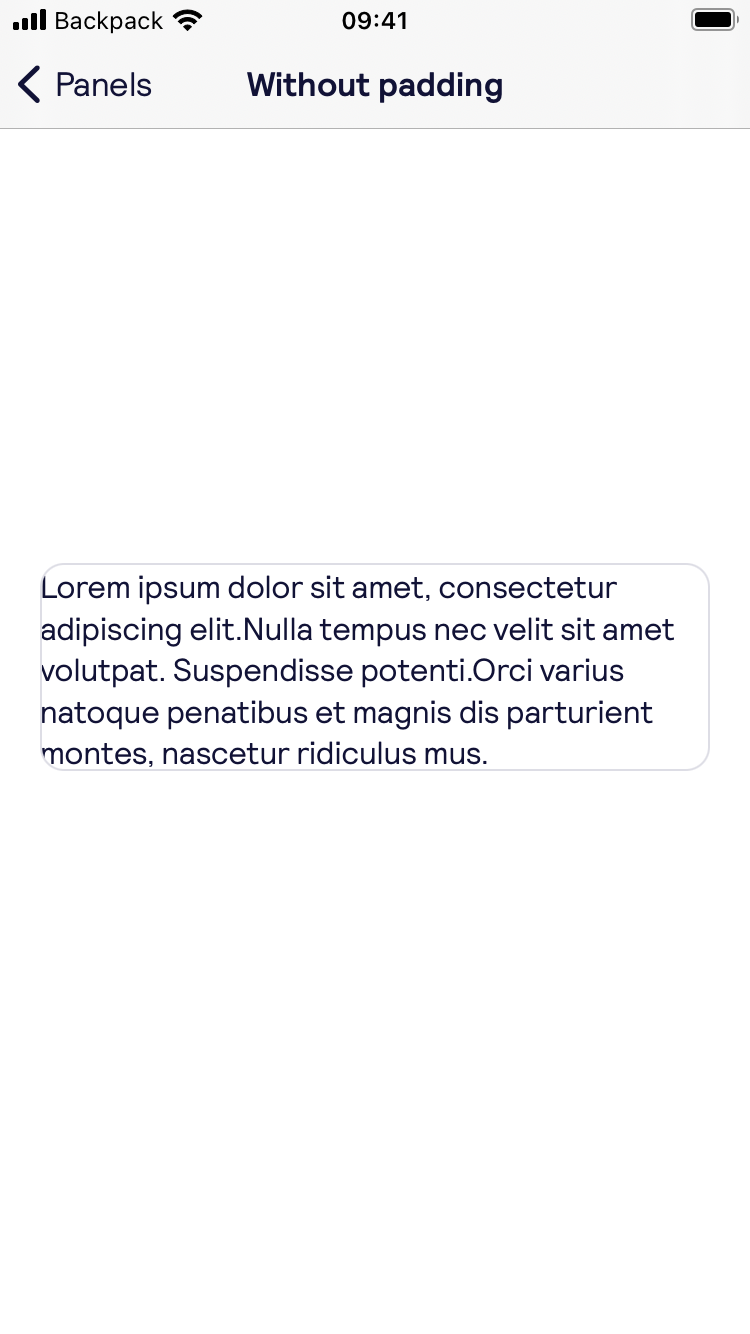 Backpack 09:41
Panels Without padding
Lorem ipsum dolor sit amet, consectetur
adipiscing elit.Nulla tempus nec velit sit amet
volutpat. Suspendisse potenti.Orci varius
natoque penatibus et magnis dis parturient
montes, nascetur ridiculus mus.